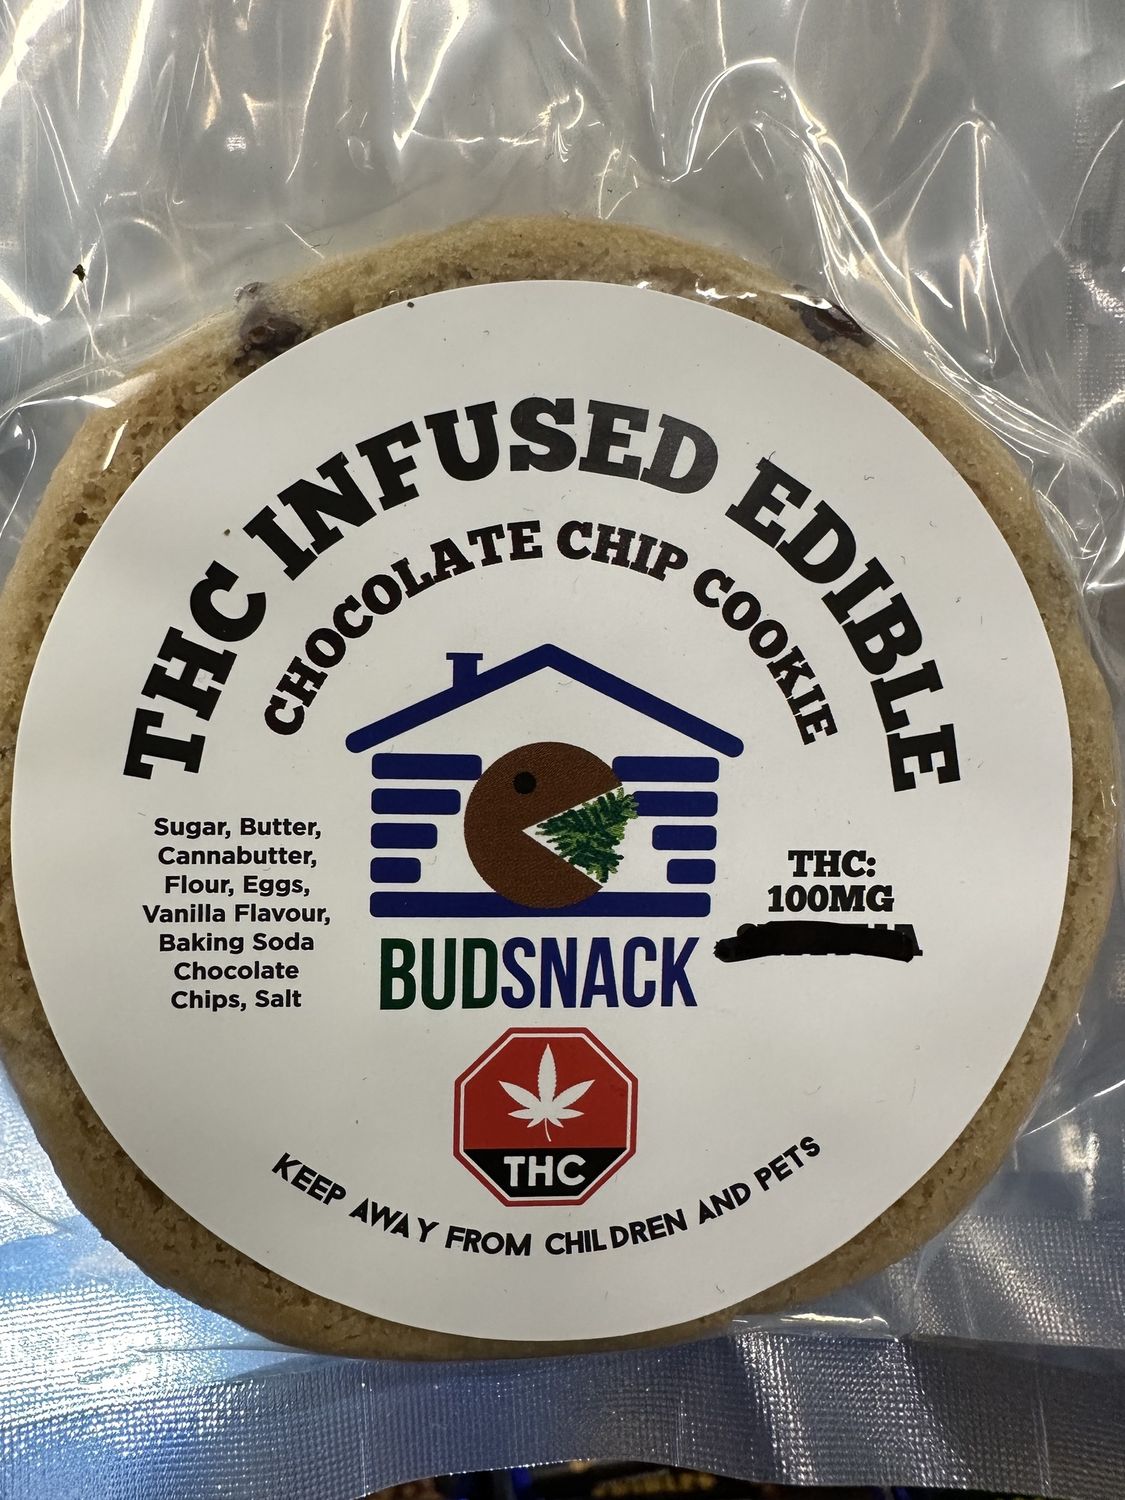 THC INFUSED EDIBLE
CHOCOLATE CHIP COOKIE
Sugar, Butter,
Cannabutter,
Flour, Eggs,
Vanilla Flavour,
Baking Soda
Chocolate
Chips, Salt
THC:
100MG
BUDSNACK
THC
KEEP AWAY FROM CHILDREN AND PETS